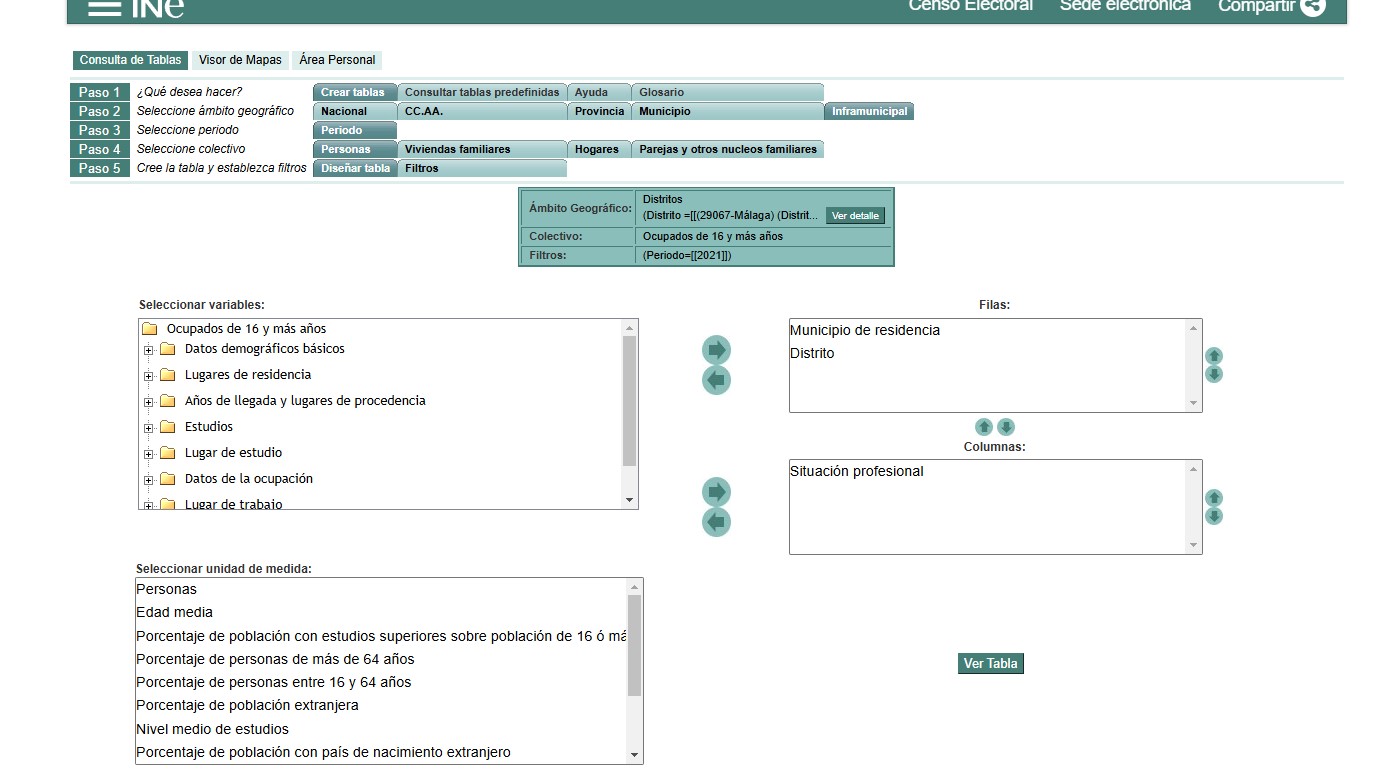 INe Censo Electoral Sede electrónica Compartir
Consulta de Tablas Visor de Mapas Área Personal
Paso 1 ¿Qué desea hacer? Crear tablas Consultar tablas predefinidas Ayuda Glosario
Paso 2 Seleccione ámbito geográfico Nacional CC.AA. Provincia Municipio Inframunicipal
Paso 3 Seleccione periodo Periodo
Paso 4 Seleccione colectivo Personas Viviendas familiares Hogares Parejas y otros nucleos familiares
Paso 5 Cree la tabla y establezca filtros Diseñar tabla Filtros
Ámbito Geográfico: Distritos
(Distrito =[[(29067-Málaga) (Distrit... Ver detalle
Colectivo: Ocupados de 16 y más años
Filtros: (Periodo=[[2021]])
Seleccionar variables:
Ocupados de 16 y más años
Datos demográficos básicos
Lugares de residencia
Años de llegada y lugares de procedencia
Estudios
Lugar de estudio
Datos de la ocupación
Lugar de trabajo
Filas:
Municipio de residencia
Distrito
Columnas:
Situación profesional
Seleccionar unidad de medida:
Personas
Edad media
Porcentaje de población con estudios superiores sobre población de 16 ó má
Porcentaje de personas de más de 64 años
Porcentaje de personas entre 16 y 64 años
Porcentaje de población extranjera
Nivel medio de estudios
Porcentaje de población con país de nacimiento extranjero
Ver Tabla